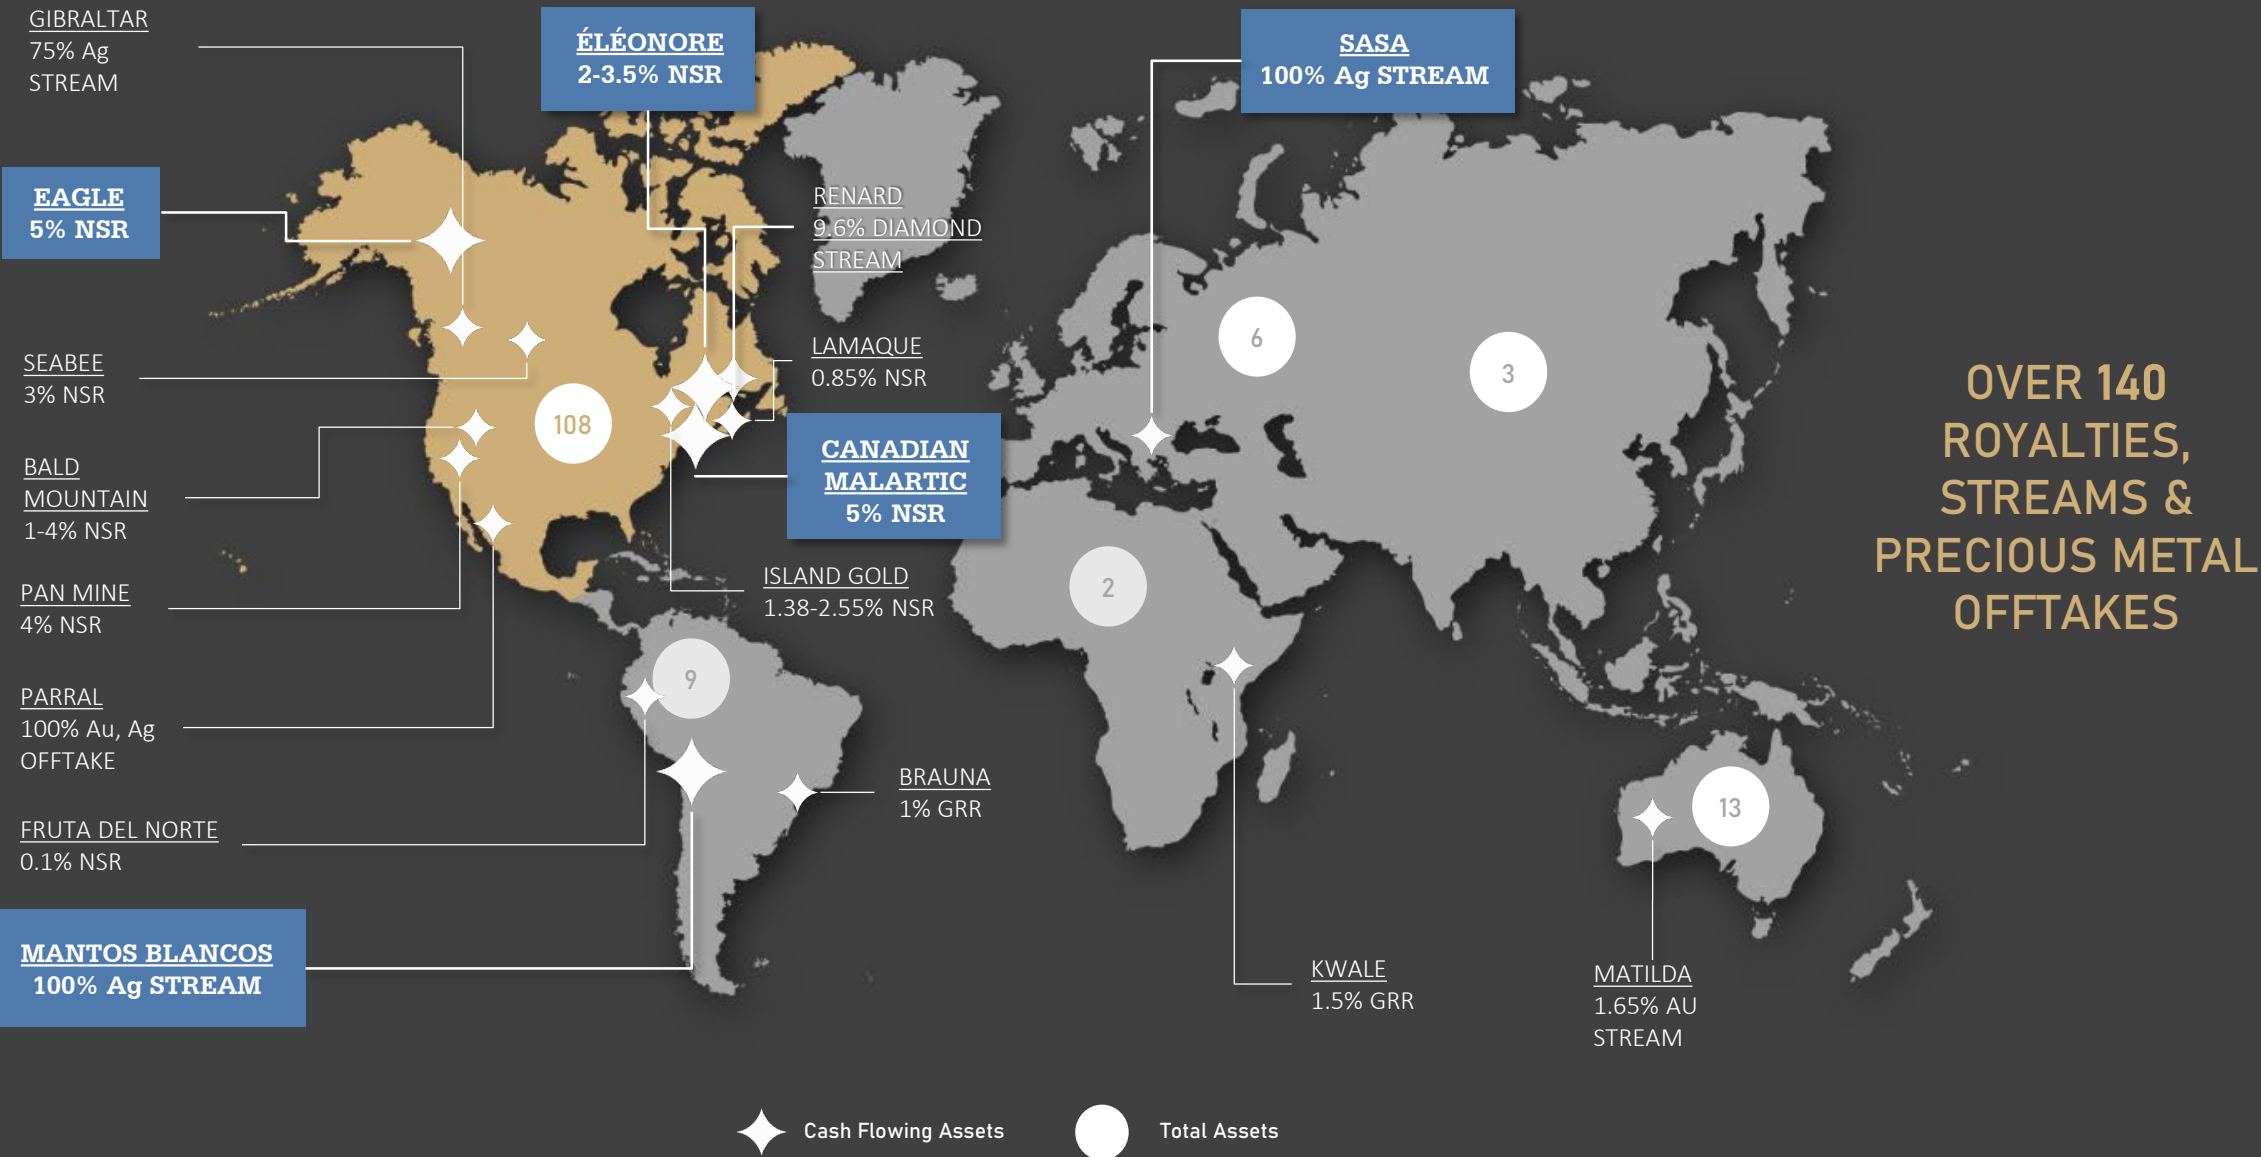 GIBRALTAR
75% Ag
STREAM
ÉLÉONORE
2-3.5% NSR
SASA
100% Ag STREAM
EAGLE
5% NSR
RENARD
9.6% DIAMOND
STREAM
SEABEE
3% NSR
LAMAQUE
0.85% NSR
6
3
108
BALD
MOUNTAIN
1-4% NSR
CANADIAN
MALARTIC
5% NSR
OVER 140
ROYALTIES,
STREAMS &
PRECIOUS METAL
OFFTAKES
PAN MINE
4% NSR
ISLAND GOLD
1.38-2.55% NSR
2
9
PARRAL
100% Au, Ag
OFFTAKE
BRAUNA
1% GRR
13
FRUTA DEL NORTE
0.1% NSR
MANTOS BLANCOS
100% Ag STREAM
KWALE
1.5% GRR
MATILDA
1.65% AU
STREAM
Cash Flowing Assets
Total Assets